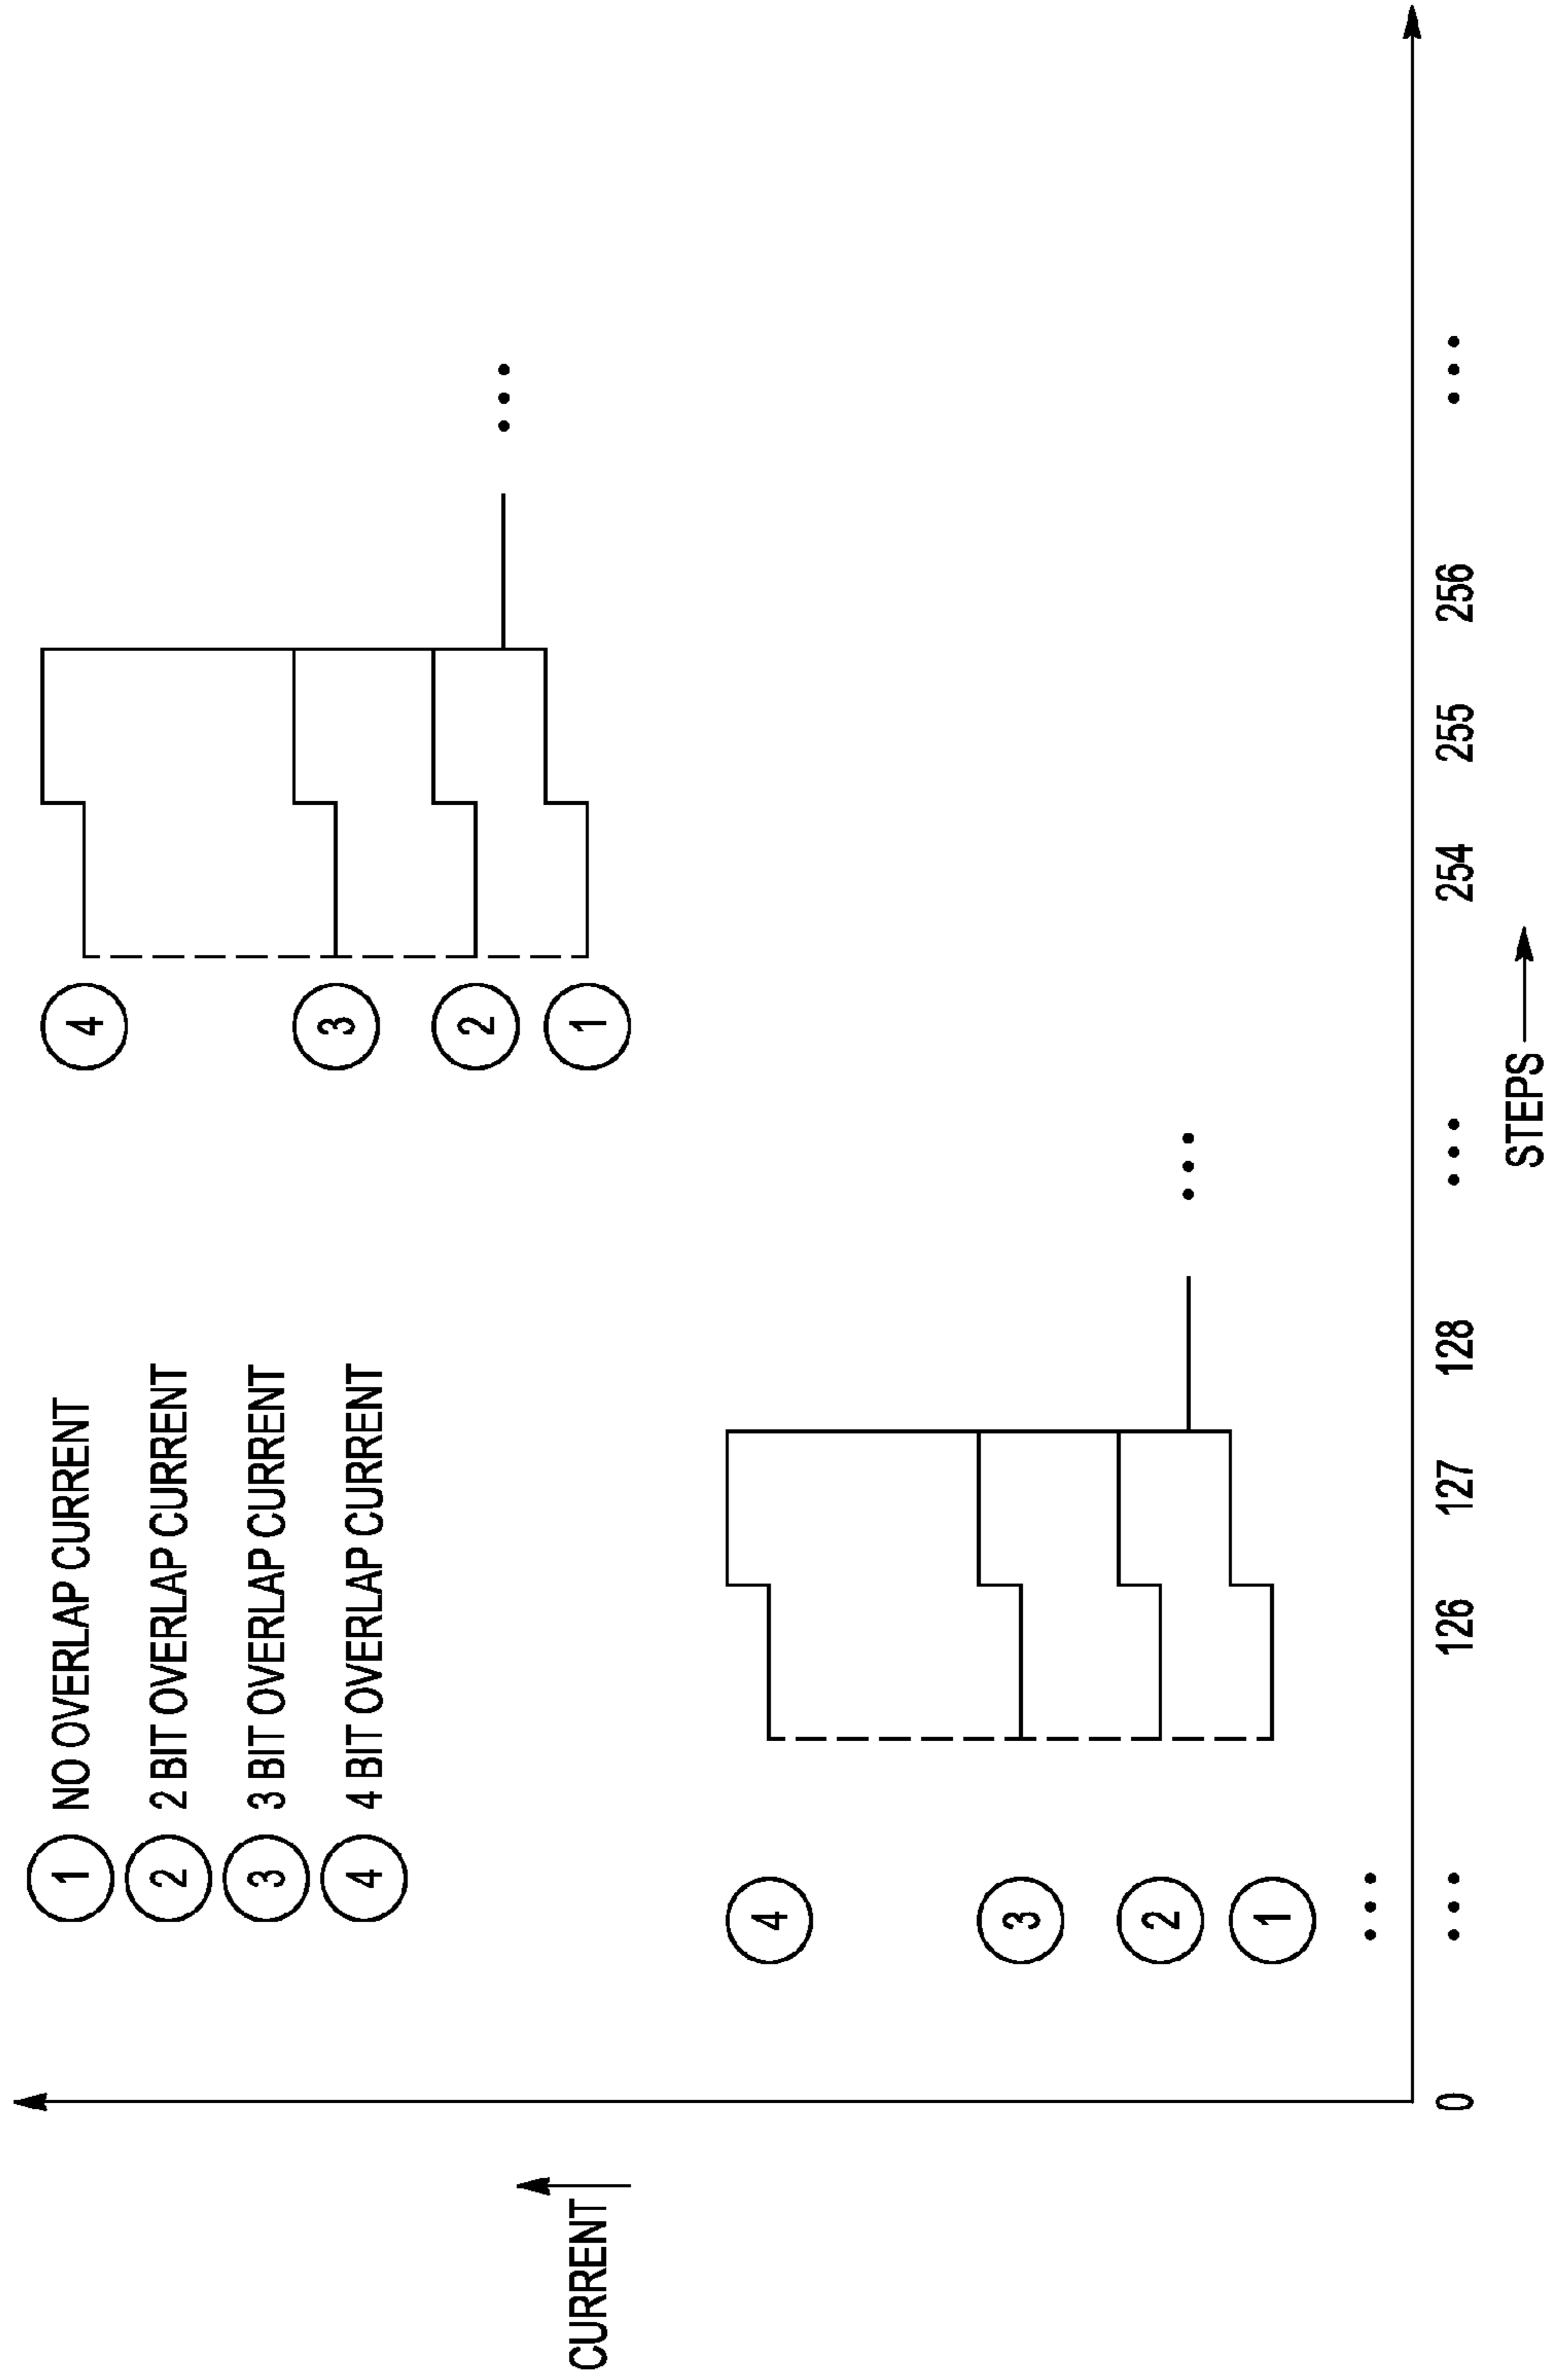 ① NO OVERLAP CURRENT
② 2 BIT OVERLAP CURRENT
③ 3 BIT OVERLAP CURRENT
④ 4 BIT OVERLAP CURRENT
④
③
②
①
④
③
②
①
CURRENT
0 ••• 126 127 128 ••• 254 255 256 •••
STEPS